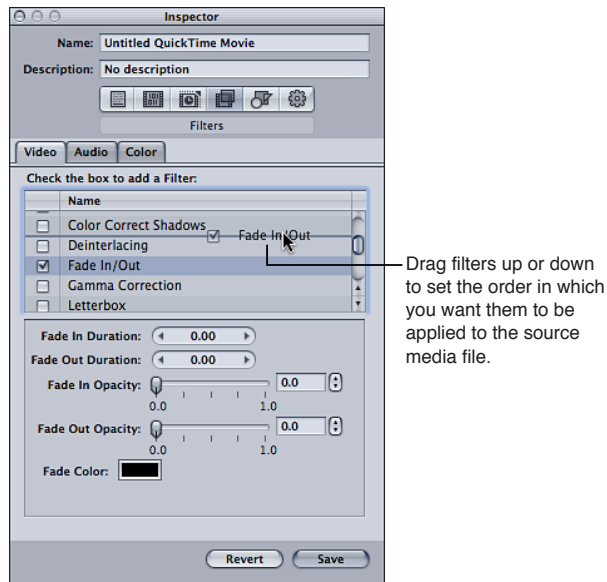 Inspector
Name: Untitled QuickTime Movie
Description: No description
Filters
Video Audio Color
Check the box to add a Filter:
Name
Color Correct Shadows
Fade In/Out
Deinterlacing
Fade In/Out
Gamma Correction
Letterbox
Drag filters up or down
to set the order in which
you want them to be
applied to the source
media file.
Fade In Duration: 0.00
Fade Out Duration: 0.00
Fade In Opacity: 0.0
0.0 1.0
Fade Out Opacity: 0.0
0.0 1.0
Fade Color:
Revert Save